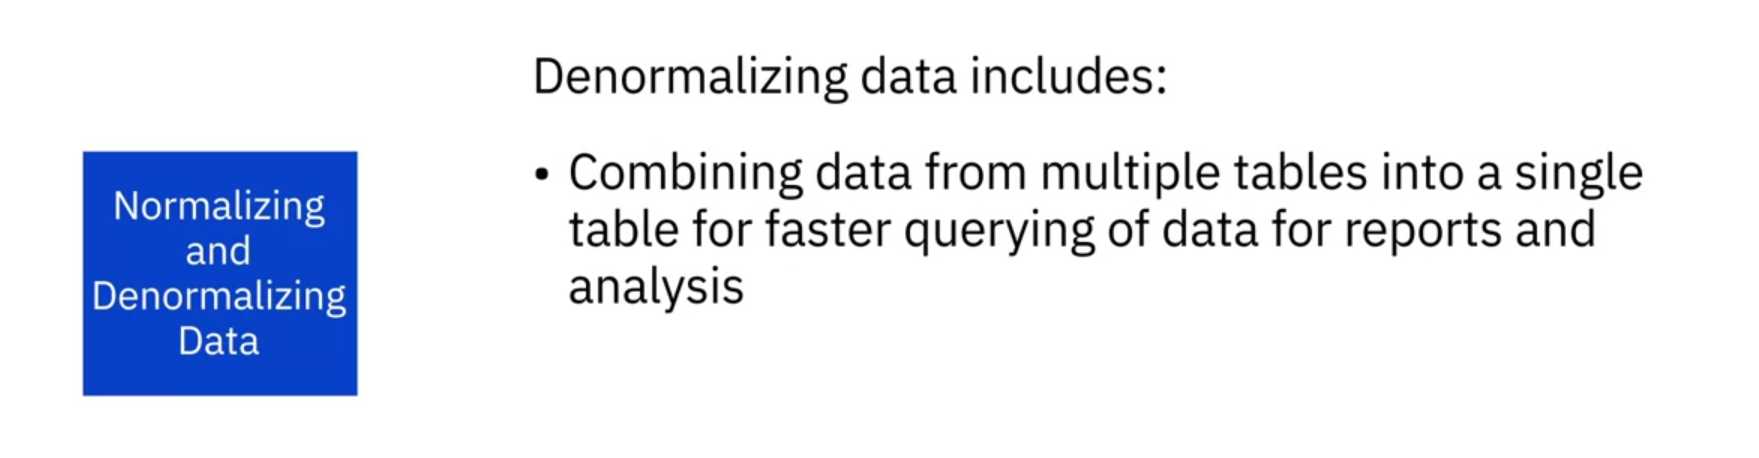 Denormalizing data includes:
• Combining data from multiple tables into a single
table for faster querying of data for reports and
analysis
Normalizing
and
Denormalizing
Data